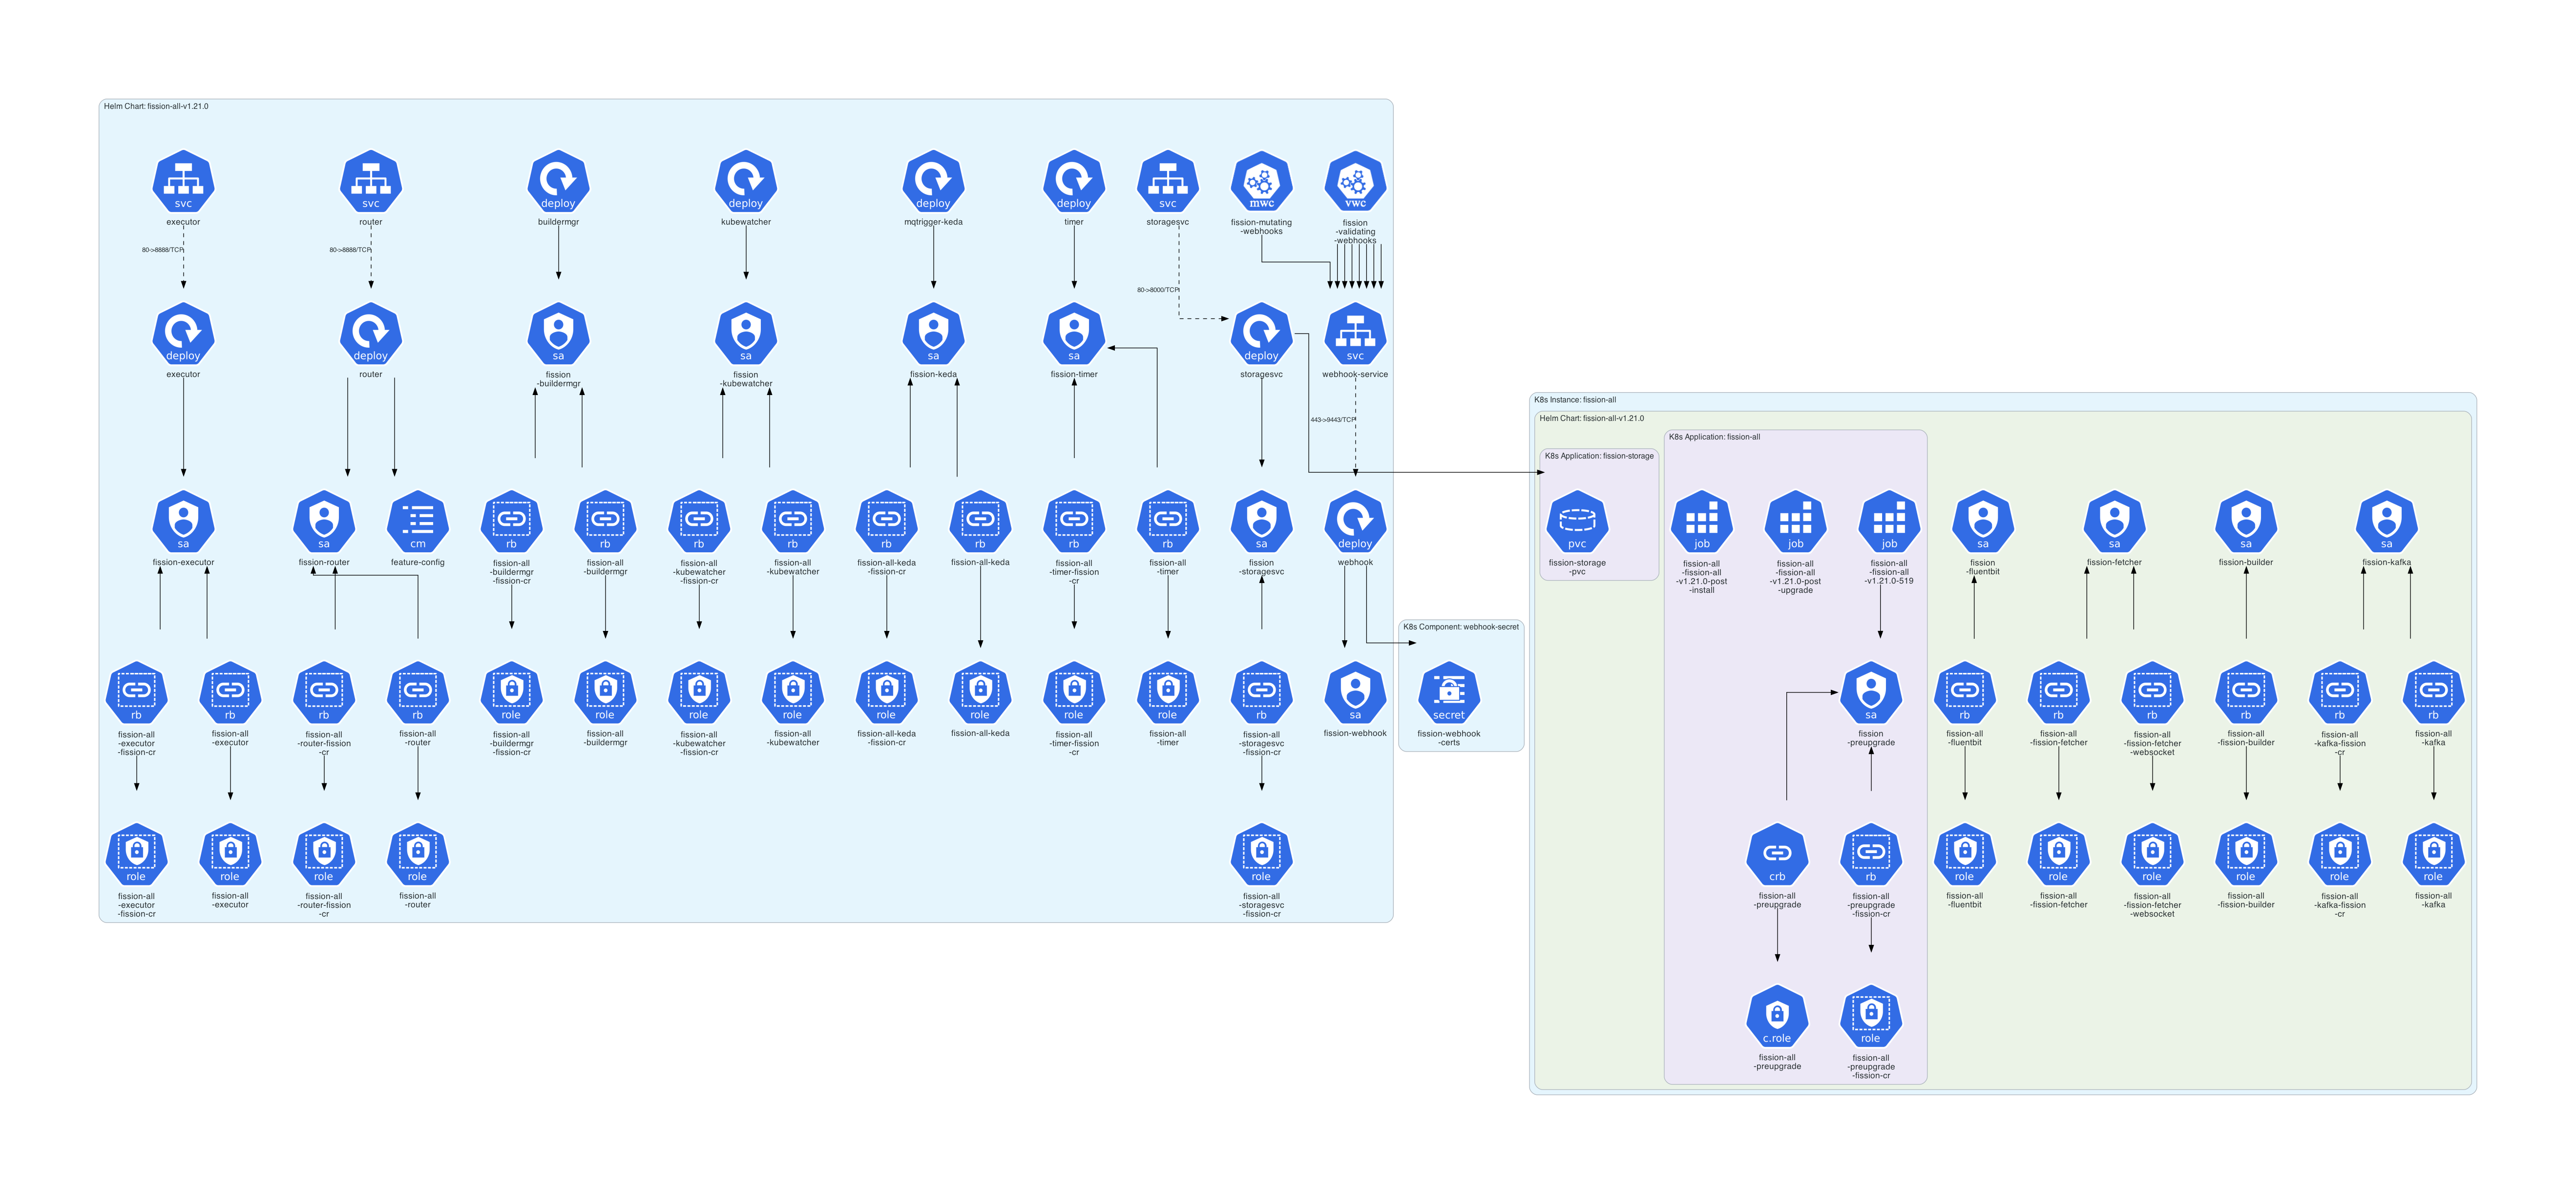 Helm Chart: fission-all-v1.21.0
svc
executor
svc
router
deploy
buildermgr
deploy
kubewatcher
deploy
mqtrigger-keda
deploy
timer
svc
storagesvc
mwc
fission-mutating
-webhooks
vwc
fission
-validating
-webhooks
80->8888/TCP
80->8888/TCP
80->8000/TCP
deploy
executor
deploy
router
sa
fission
-buildermgr
sa
fission
-kubewatcher
sa
fission-keda
sa
fission-timer
deploy
storagesvc
svc
webhook-service
443->9443/TCP
sa
fission-executor
sa
fission-router
cm
feature-config
rb
fission-all
-buildermgr
-fission-cr
rb
fission-all
-buildermgr
rb
fission-all
-kubewatcher
-fission-cr
rb
fission-all
-kubewatcher
rb
fission-all-keda
-fission-cr
rb
fission-all-keda
rb
fission-all
-timer-fission
-cr
rb
fission-all
-timer
sa
fission
-storagesvc
deploy
webhook
rb
fission-all
-executor
-fission-cr
rb
fission-all
-executor
rb
fission-all
-router-fission
-cr
rb
fission-all
-router
role
fission-all
-buildermgr
-fission-cr
role
fission-all
-buildermgr
role
fission-all
-kubewatcher
-fission-cr
role
fission-all
-kubewatcher
role
fission-all-keda
-fission-cr
role
fission-all-keda
role
fission-all
-timer-fission
-cr
role
fission-all
-timer
rb
fission-all
-storagesvc
-fission-cr
sa
fission-webhook
role
fission-all
-executor
-fission-cr
role
fission-all
-executor
role
fission-all
-router-fission
-cr
role
fission-all
-router
role
fission-all
-storagesvc
-fission-cr
K8s Component: webhook-secret
secret
fission-webhook
-certs
K8s Instance: fission-all
Helm Chart: fission-all-v1.21.0
K8s Application: fission-storage
pvc
fission-storage
-pvc
K8s Application: fission-all
job
fission-all
-fission-all
-v1.21.0-post
-install
job
fission-all
-fission-all
-v1.21.0-post
-upgrade
job
fission-all
-fission-all
-v1.21.0-519
sa
fission
-preupgrade
crb
fission-all
-preupgrade
rb
fission-all
-preupgrade
-fission-cr
c.role
fission-all
-preupgrade
role
fission-all
-preupgrade
-fission-cr
sa
fission
-fluentbit
sa
fission-fetcher
sa
fission-builder
sa
fission-kafka
rb
fission-all
-fluentbit
rb
fission-all
-fission-fetcher
rb
fission-all
-fission-fetcher
-websocket
rb
fission-all
-fission-builder
rb
fission-all
-kafka-fission
-cr
rb
fission-all
-kafka
role
fission-all
-fluentbit
role
fission-all
-fission-fetcher
role
fission-all
-fission-fetcher
-websocket
role
fission-all
-fission-builder
role
fission-all
-kafka-fission
-cr
role
fission-all
-kafka